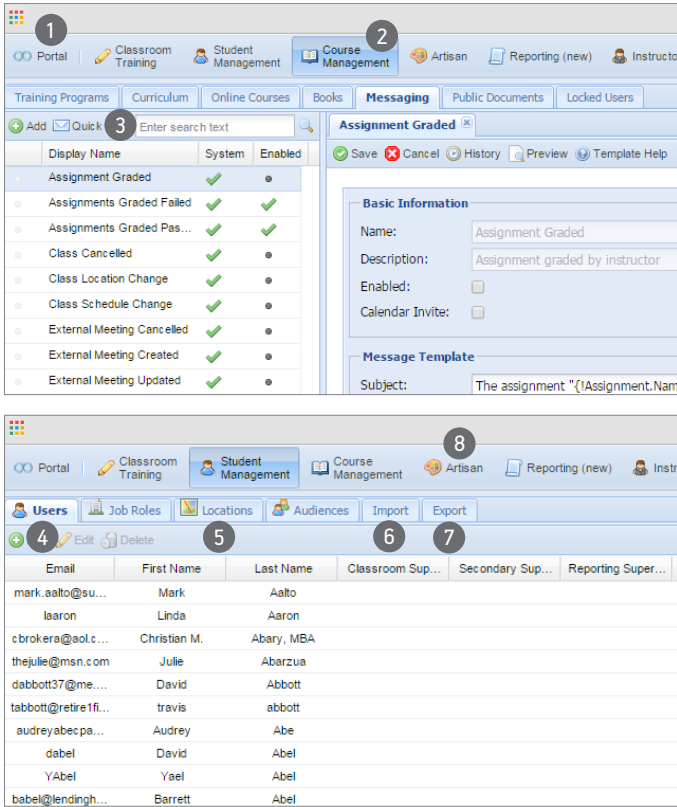 1
2
Portal
Classroom Training
Student Management
Course Management
Artisan
Reporting (new)
Instructo
Training Programs
Curriculum
Online Courses
Books
Messaging
Public Documents
Locked Users
Add
Quick
3
Enter search text
Assignment Graded
Save
Cancel
History
Preview
Template Help
Display Name
System
Enabled
Assignment Graded
Assignments Graded Failed
Assignments Graded Pas...
Class Cancelled
Class Location Change
Class Schedule Change
External Meeting Cancelled
External Meeting Created
External Meeting Updated
Basic Information
Name:
Assignment Graded
Description:
Assignment graded by instructor
Enabled:
Calendar Invite:
Message Template
Subject:
The assignment "{!Assignment.Nam
8
Portal
Classroom Training
Student Management
Course Management
Artisan
Reporting (new)
Instr
Users
Job Roles
Locations
Audiences
Import
Export
4
Edit
Delete
5
6
7
Email First Name Last Name Classroom Sup... Secondary Sup... Reporting Super...
mark.aalto@su... Mark Aalto
laaron Linda Aaron
cbrokera@aol.c... Christian M. Abary, MBA
thejulie@msn.com Julie Abarzua
dabbott37@me.... David Abbott
tabbott@retire1fi... travis abbott
audreyabecpa... Audrey Abe
dabel David Abel
YAbel Yael Abel
babel@lendingh... Barrett Abel